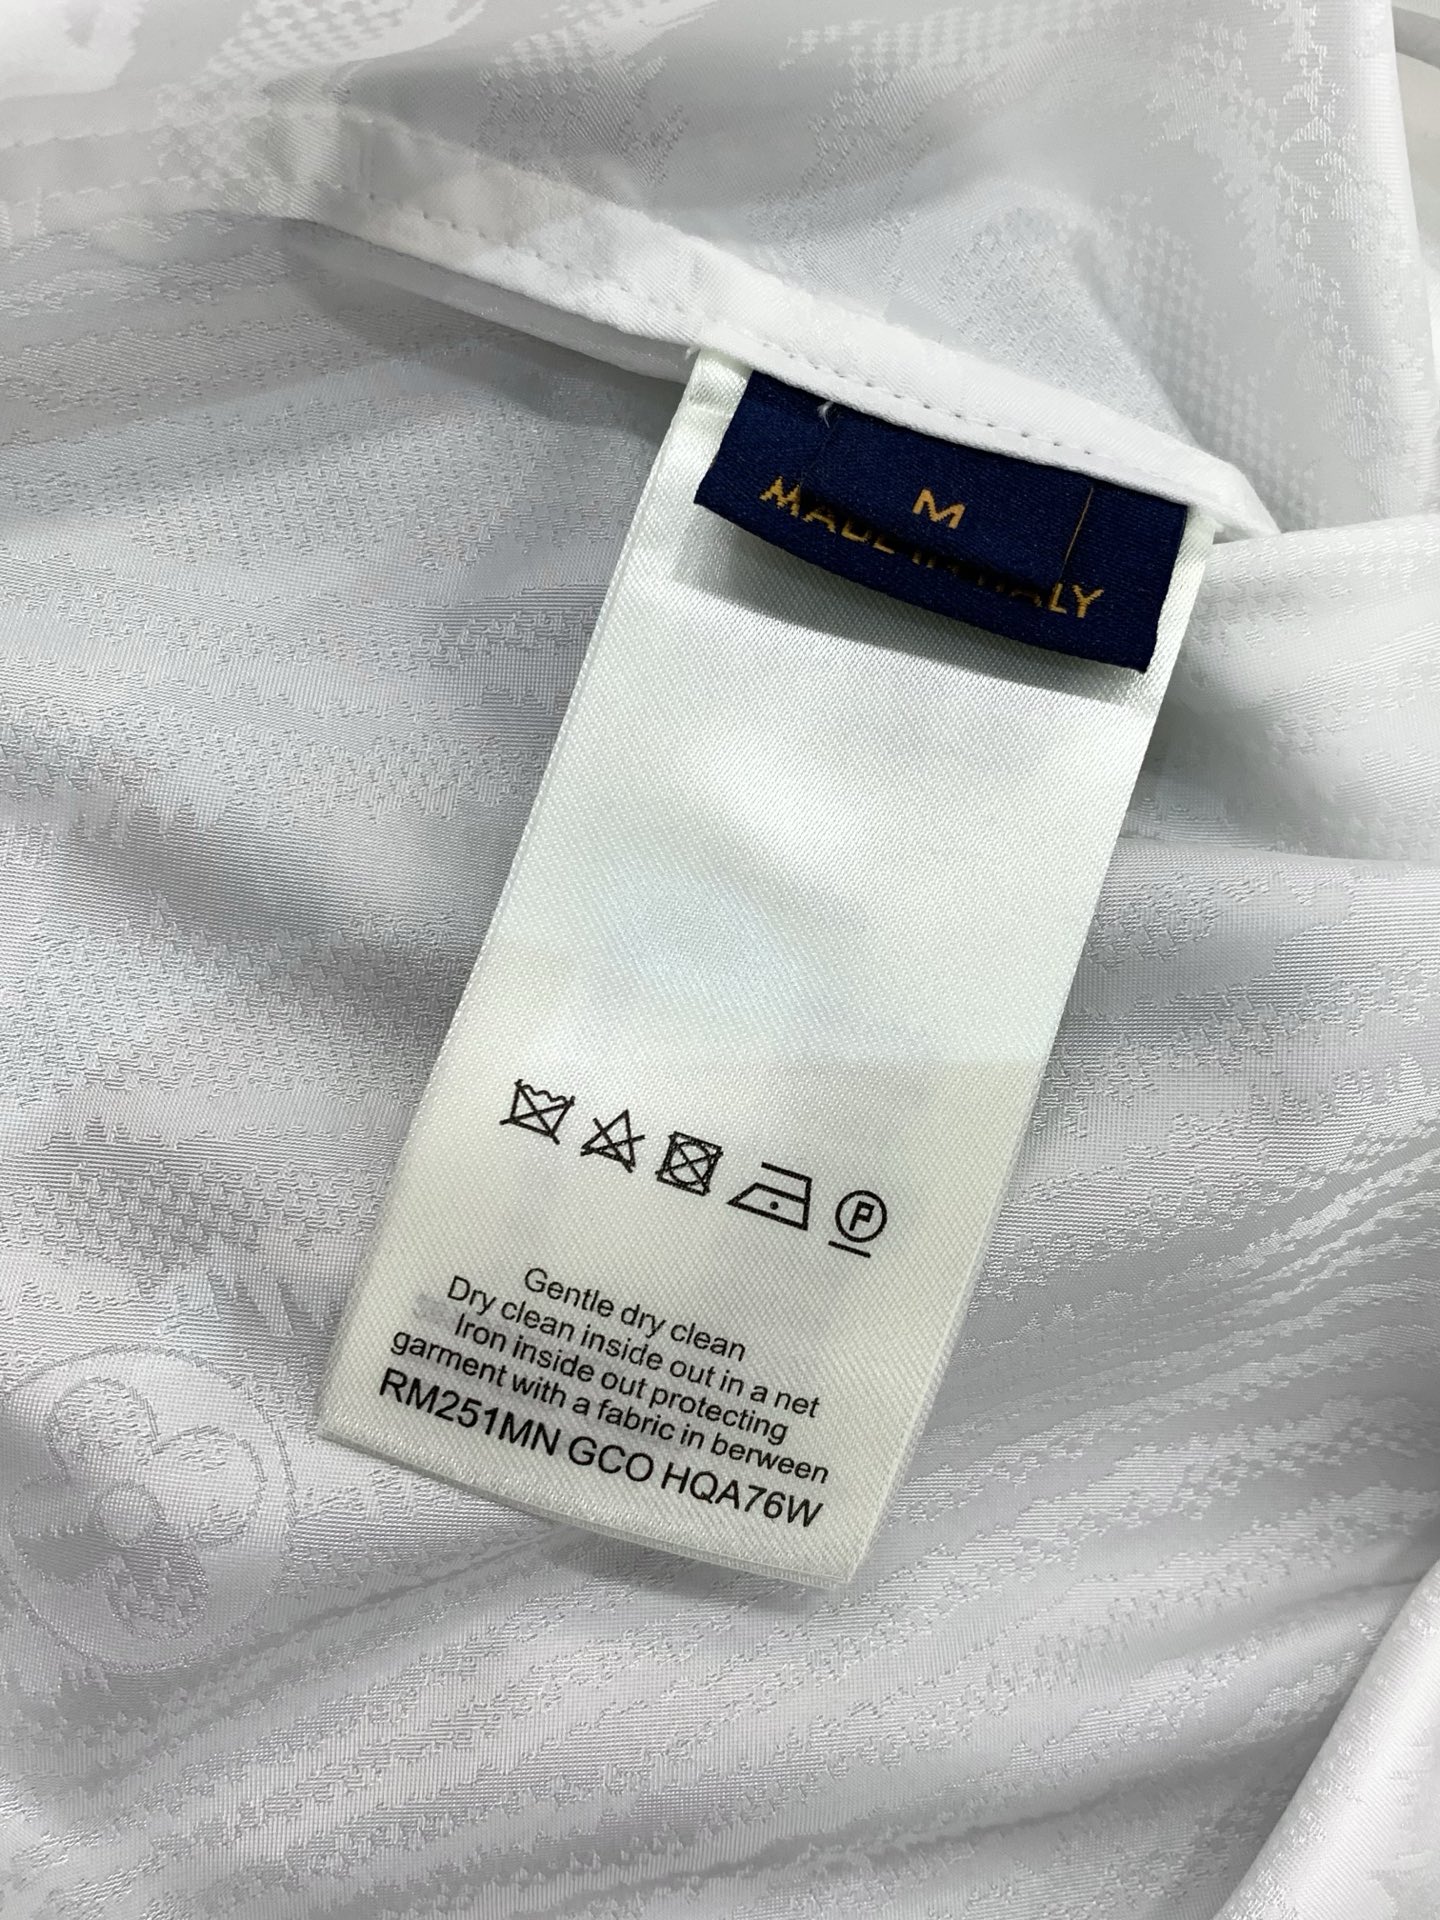 M
MADE IN ITALY
P
Gentle dry clean
Dry clean inside out in a net
Iron inside out protecting
garment with a fabric in berween
RM251MN GCO HQA76W